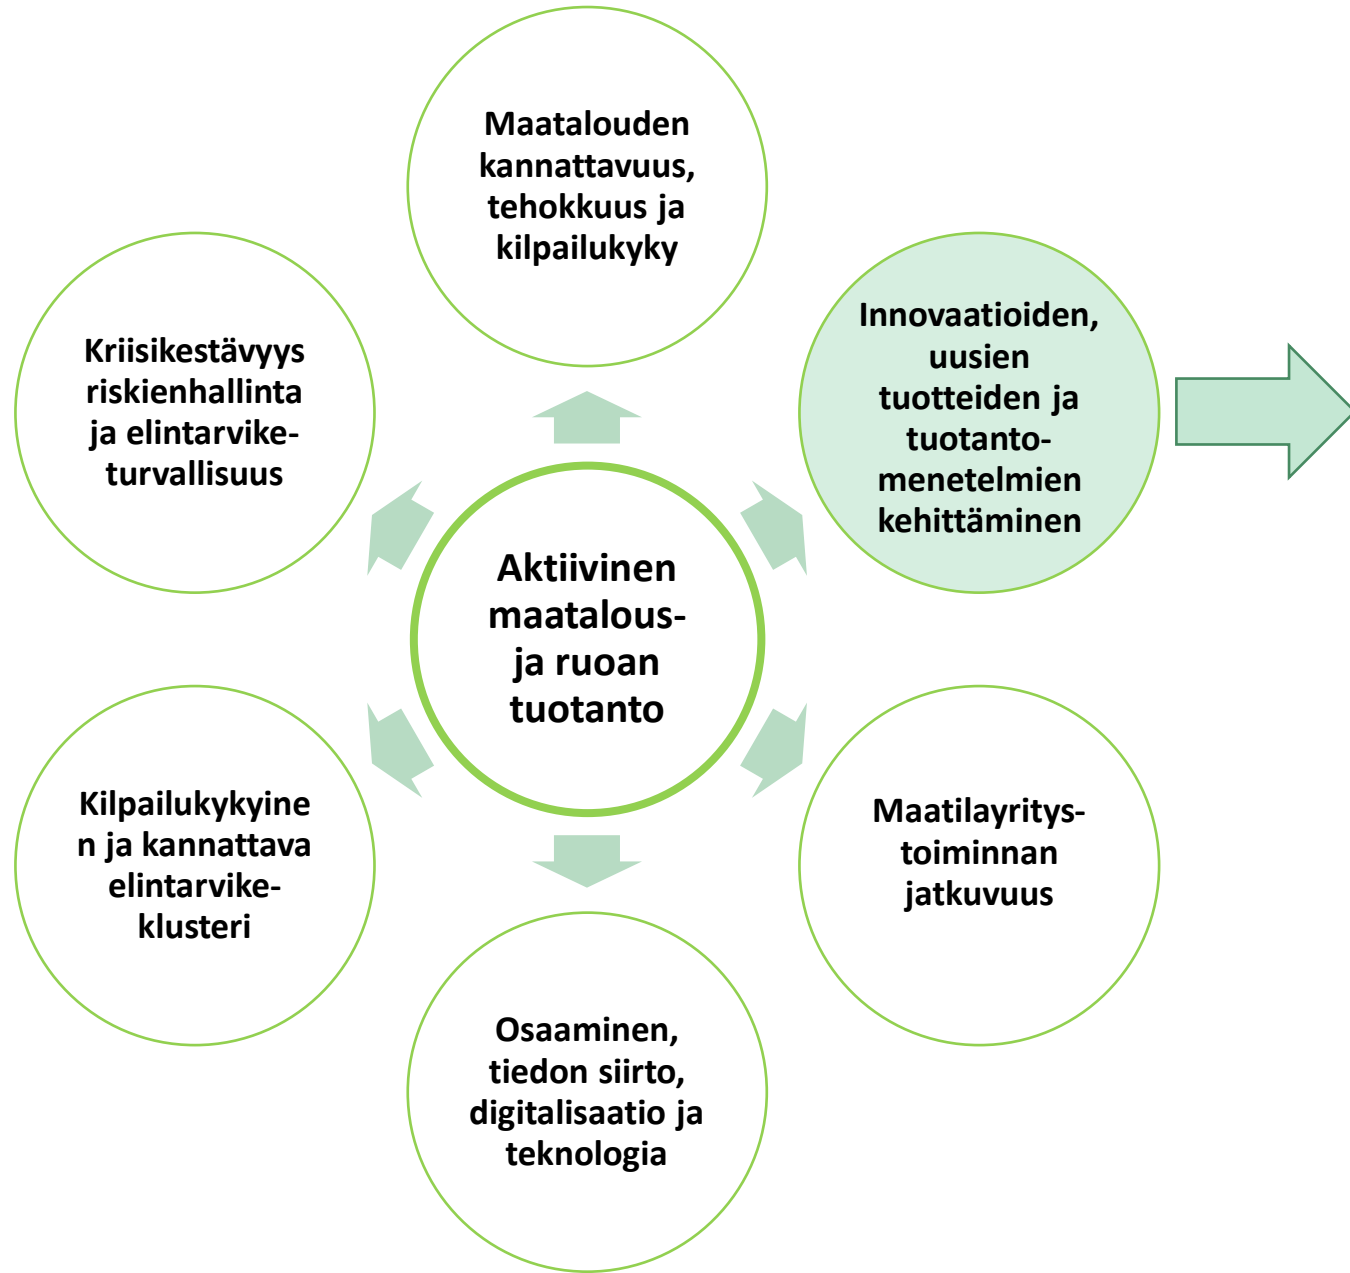 Maatalouden
kannattavuus,
tehokkuus ja
kilpailukyky
Innovaatioiden,
uusien
tuotteiden ja
tuotanto-
menetelmien
kehittäminen
Kriisikestävyys
riskienhallinta
ja elintarvike-
turvallisuus
Aktiivinen
maatalous-
ja ruoan
tuotanto
Kilpailukykyine
n ja kannattava
elintarvike-
klusteri
Maatilayritys-
toiminnan
jatkuvuus
Osaaminen,
tiedon siirto,
digitalisaatio ja
teknologia